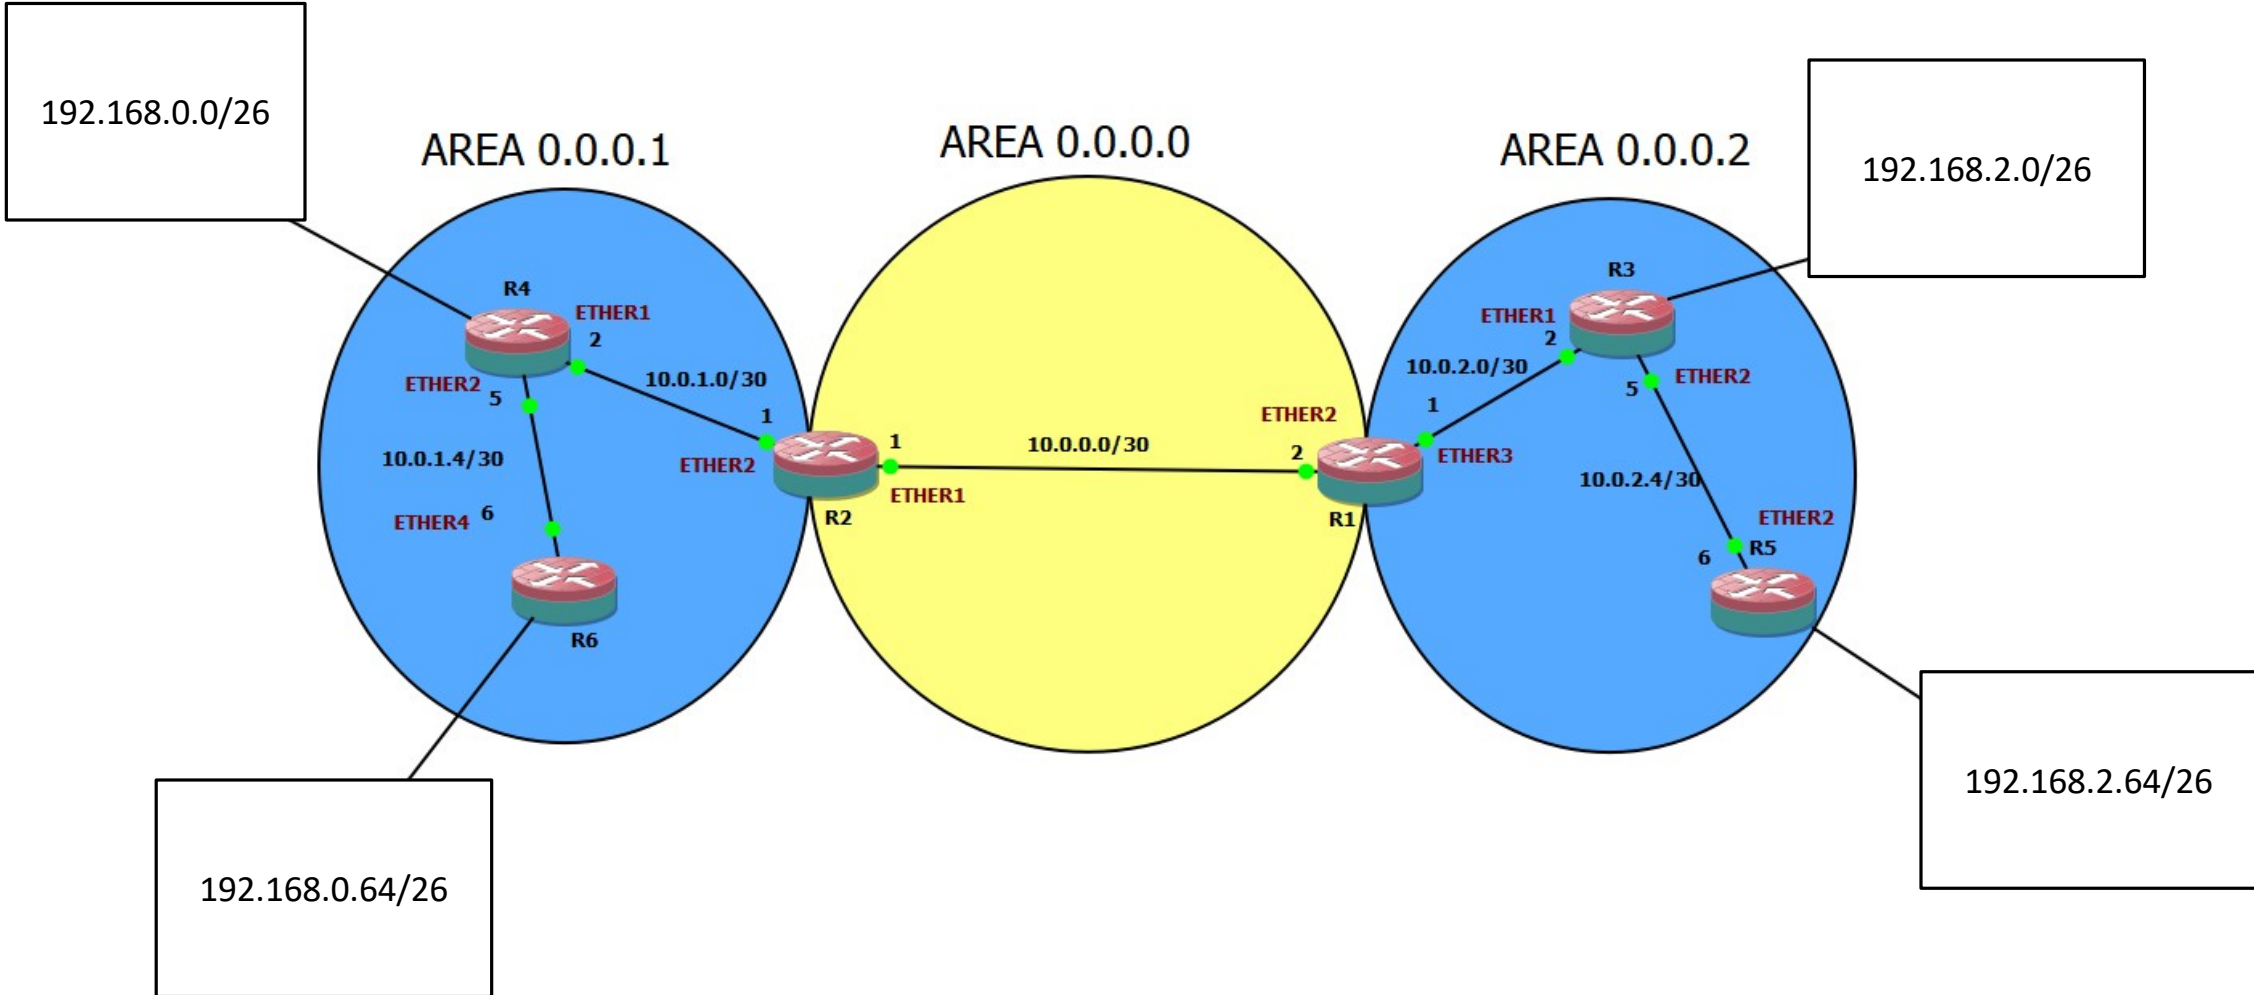 192.168.0.0/26
AREA 0.0.0.1
AREA 0.0.0.0
AREA 0.0.0.2
192.168.2.0/26
R4
ETHER1
2
10.0.1.0/30
ETHER2
5
1
10.0.1.4/30
ETHER2
ETHER4
6
R6
R2
1
ETHER1
10.0.0.0/30
ETHER2
2
R1
R3
ETHER1
2
10.0.2.0/30
1
ETHER3
5
ETHER2
10.0.2.4/30
ETHER2
6
R5
192.168.2.64/26
192.168.0.64/26